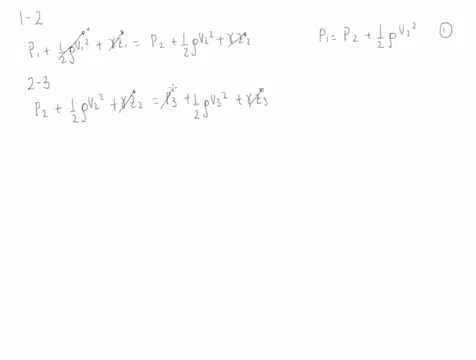 1-2
P₁ + 1/2 ρV₁² + γz₁ = P₂ + 1/2 ρV₂² + γz₂
P₁ = P₂ + 1/2 ρV₂² ①
2-3
P₂ + 1/2 ρV₂² + γz₂ = P₃ + 1/2 ρV₃² + γz₃